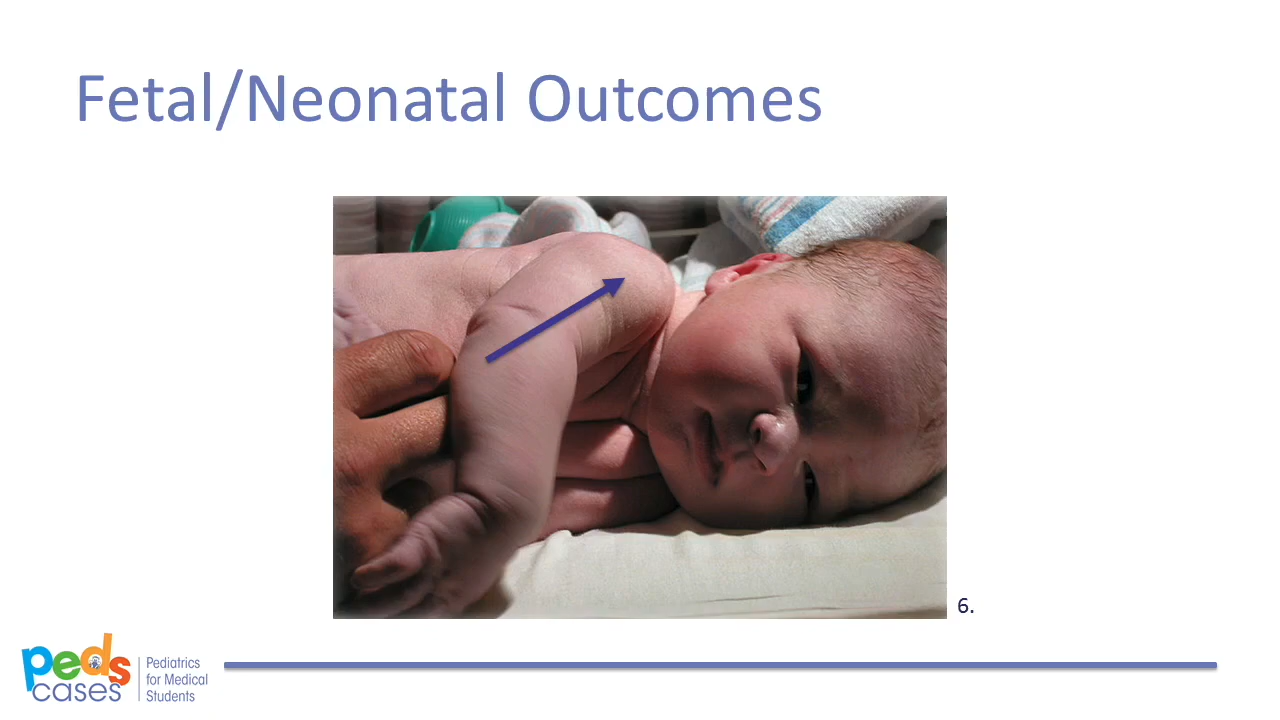 Fetal/Neonatal Outcomes
6.
peds
cases
Pediatrics
for Medical
Students